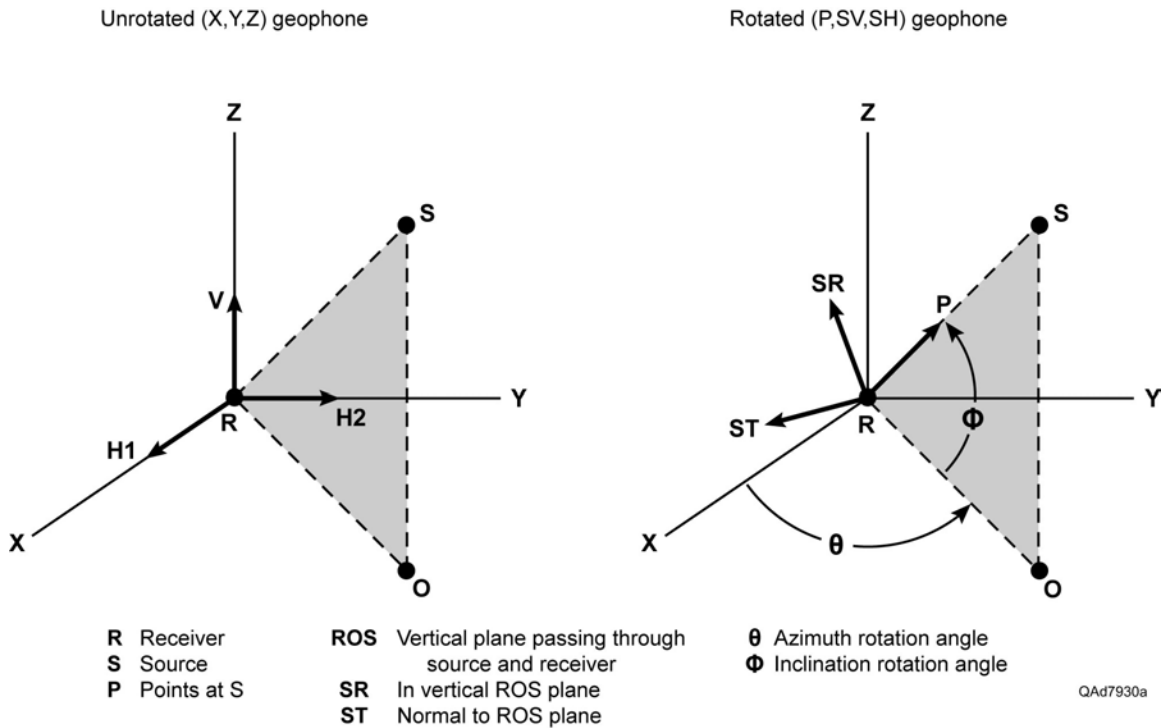 Unrotated (X,Y,Z) geophone
Rotated (P,SV,SH) geophone
Z
S
V
R
H2
Y
H1
X
O
Z
S
SR
P
R
Y
ST
Φ
X
θ
O
R Receiver
S Source
P Points at S
ROS Vertical plane passing through
source and receiver
SR In vertical ROS plane
ST Normal to ROS plane
θ Azimuth rotation angle
Φ Inclination rotation angle
QAd7930a